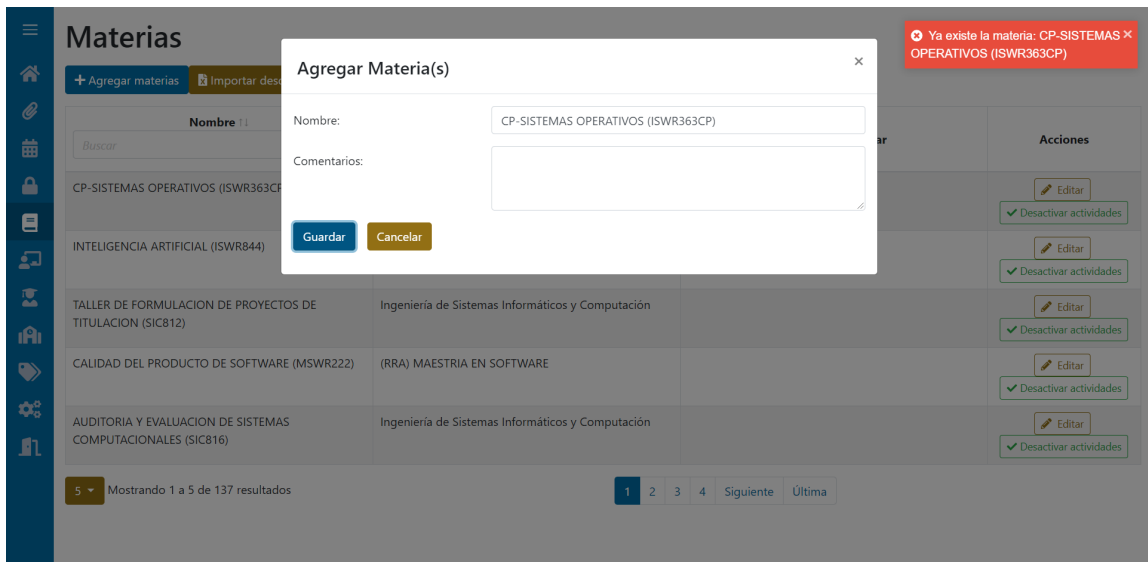 Materias
Ya existe la materia: CP-SISTEMAS
OPERATIVOS (ISWR363CP)
Agregar Materia(s)
Agregar materias
Importar desc
Nombre:
CP-SISTEMAS OPERATIVOS (ISWR363CP)
Comentarios:
Guardar
Cancelar
Nombre
ar
Acciones
Buscar
CP-SISTEMAS OPERATIVOS (ISWR363CP
Editar
Desactivar actividades
INTELIGENCIA ARTIFICIAL (ISWR844)
Editar
Desactivar actividades
TALLER DE FORMULACION DE PROYECTOS DE
TITULACION (SIC812)
Ingeniería de Sistemas Informáticos y Computación
Editar
Desactivar actividades
CALIDAD DEL PRODUCTO DE SOFTWARE (MSWR222)
(RRA) MAESTRIA EN SOFTWARE
Editar
Desactivar actividades
AUDITORIA Y EVALUACION DE SISTEMAS
COMPUTACIONALES (SIC816)
Ingeniería de Sistemas Informáticos y Computación
Editar
Desactivar actividades
5 Mostrando 1 a 5 de 137 resultados
1 2 3 4 Siguiente Última